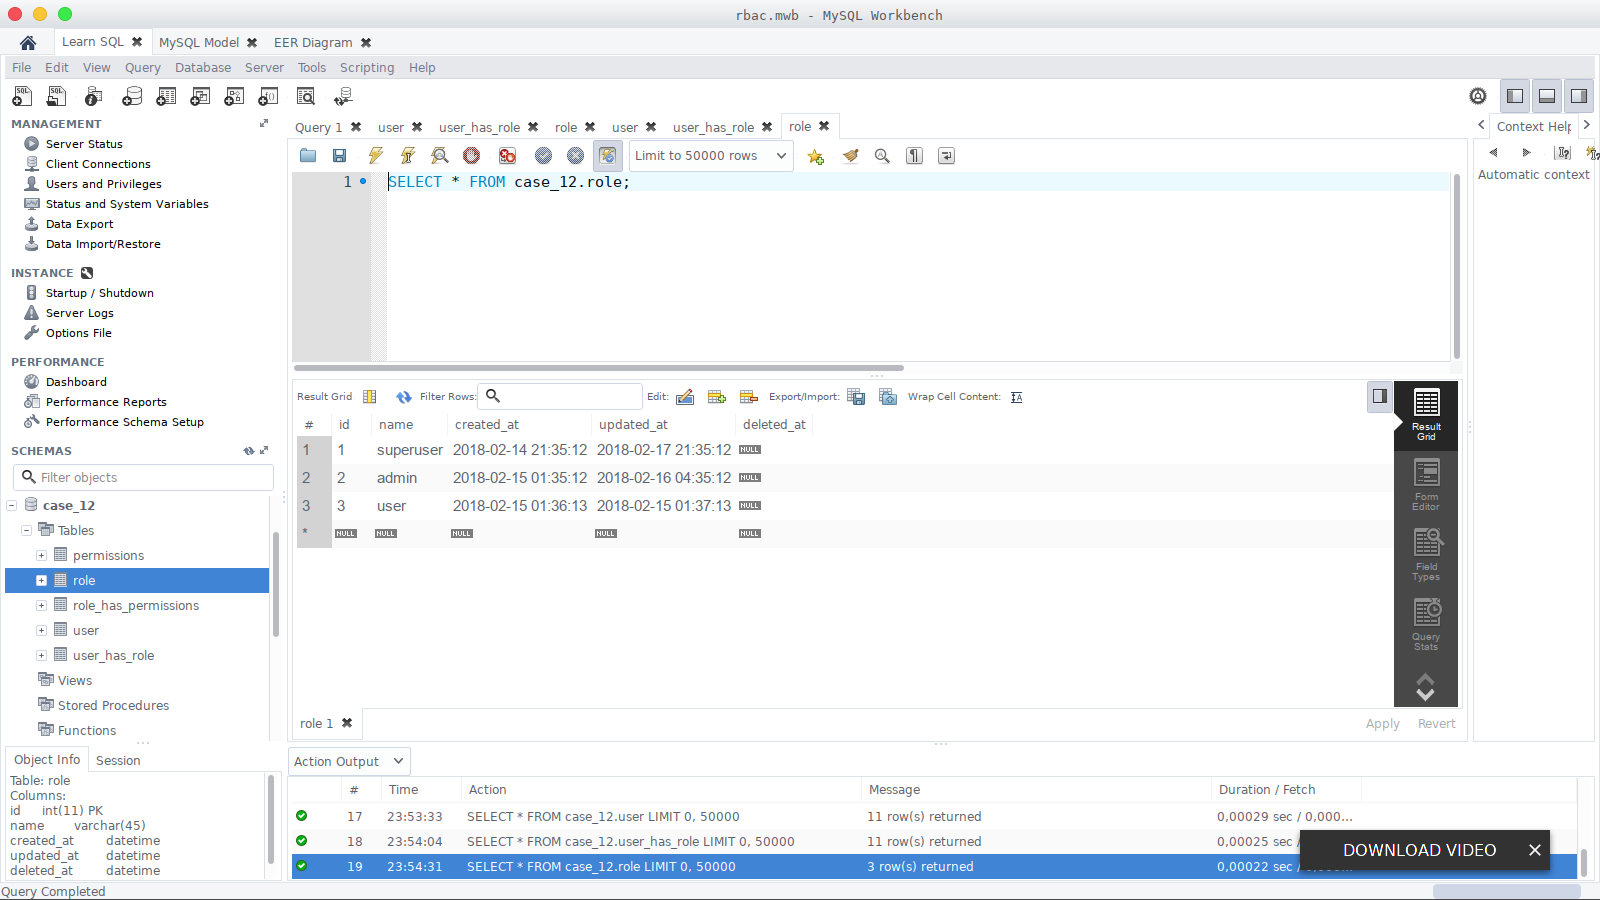 rbac.mwb - MySQL Workbench
Learn SQL MySQL Model EER Diagram
File Edit View Query Database Server Tools Scripting Help
MANAGEMENT
Server Status
Client Connections
Users and Privileges
Status and System Variables
Data Export
Data Import/Restore
INSTANCE
Startup / Shutdown
Server Logs
Options File
PERFORMANCE
Dashboard
Performance Reports
Performance Schema Setup
SCHEMAS
Filter objects
case_12
Tables
permissions
role
role_has_permissions
user
user_has_role
Views
Stored Procedures
Functions
Object Info Session
Table: role
Columns:
id int(11) PK
name varchar(45)
created_at datetime
updated_at datetime
deleted_at datetime
Query 1 user user_has_role role user user_has_role role
Limit to 50000 rows
1 SELECT * FROM case_12.role;
Context Help
Automatic context
Result Grid Filter Rows: Edit: Export/Import: Wrap Cell Content:
# id name created_at updated_at deleted_at
1 1 superuser 2018-02-14 21:35:12 2018-02-17 21:35:12 NULL
2 2 admin 2018-02-15 01:35:12 2018-02-16 04:35:12 NULL
3 3 user 2018-02-15 01:36:13 2018-02-15 01:37:13 NULL
* NULL NULL NULL NULL NULL
Result
Grid
Form
Editor
Field
Types
Query
Stats
role 1
Apply Revert
Action Output
# Time Action Message Duration / Fetch
17 23:53:33 SELECT * FROM case_12.user LIMIT 0, 50000 11 row(s) returned 0,00029 sec / 0,000...
18 23:54:04 SELECT * FROM case_12.user_has_role LIMIT 0, 50000 11 row(s) returned 0,00025 sec /
19 23:54:31 SELECT * FROM case_12.role LIMIT 0, 50000 3 row(s) returned 0,00022 sec /
DOWNLOAD VIDEO
Query Completed